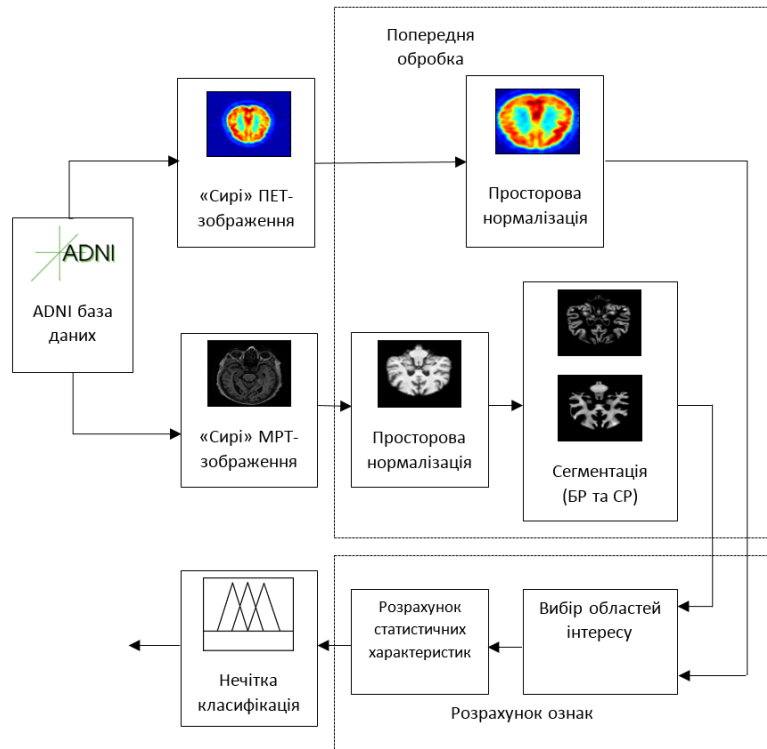 Попередня
обробка
«Сирі» ПЕТ-
зображення
Просторова
нормалізація
ADNI
ADNI база
даних
«Сирі» МРТ-
зображення
Просторова
нормалізація
Сегментація
(БР та СР)
Нечітка
класифікація
Розрахунок
статистичних
характеристик
Вибір областей
інтересу
Розрахунок ознак